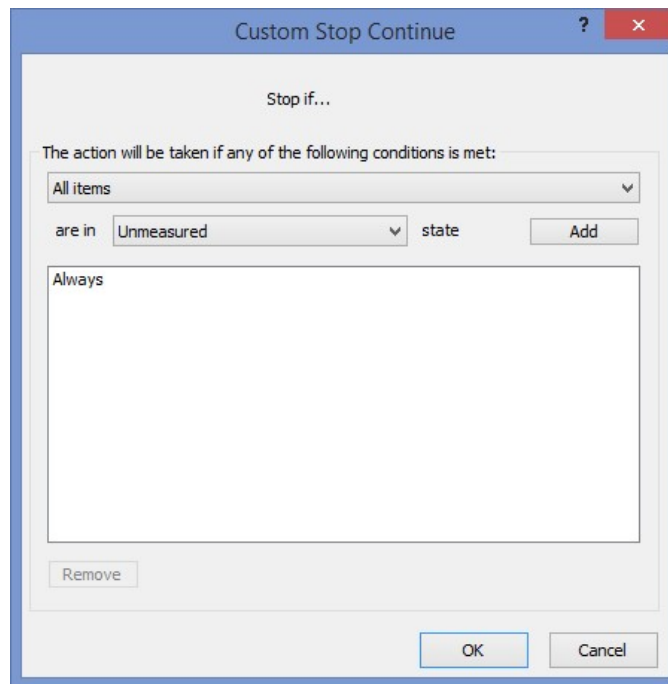 Custom Stop Continue ?
Stop if...
The action will be taken if any of the following conditions is met:
All items
are in Unmeasured state Add
Always
Remove
OK Cancel